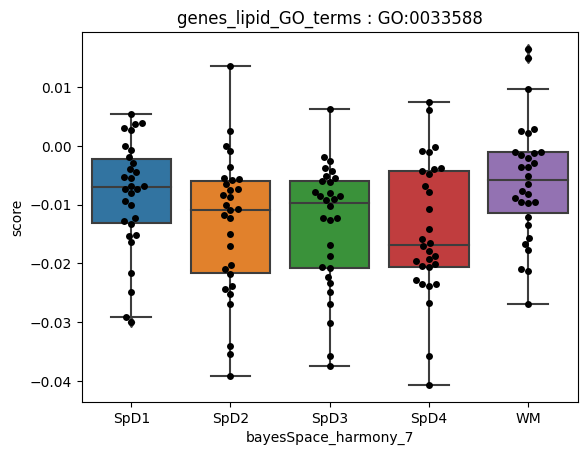 genes_lipid_GO_terms : GO:0033588
0.01
0.00
−0.01
−0.02
−0.03
−0.04
score
SpD1 SpD2 SpD3 SpD4 WM
bayesSpace_harmony_7